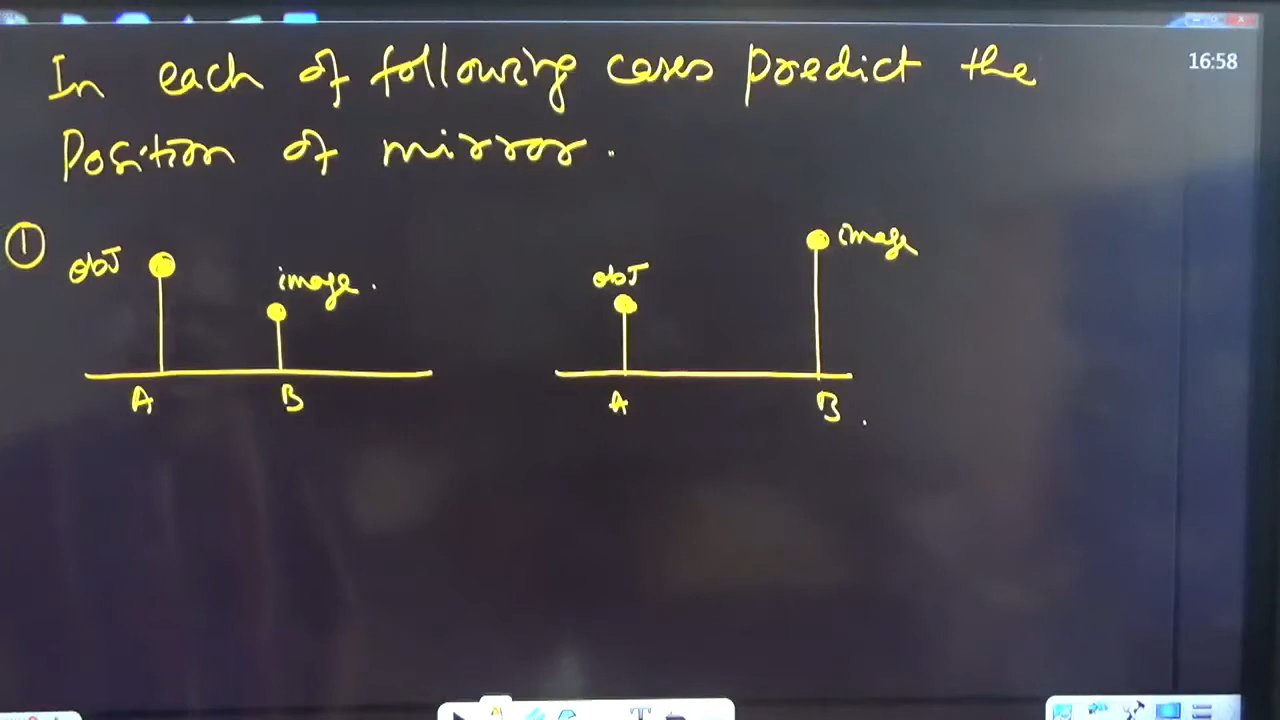 In each of following cases predict the
16:58
Position of mirror.
①
obJ
image.
obJ
image
A
B
A
B.